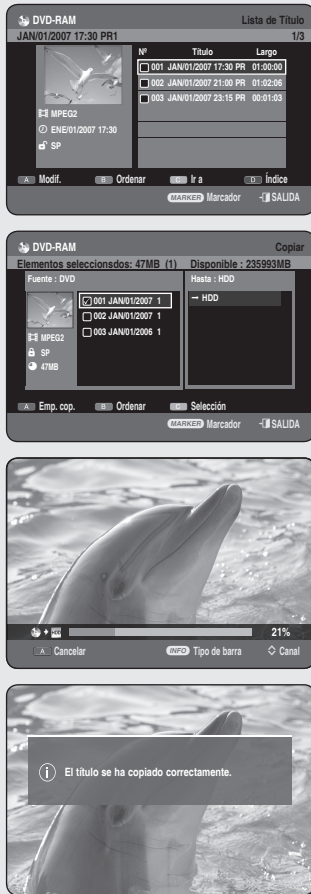 DVD-RAM Lista de Título
JAN/01/2007 17:30 PR1 1/3
Nº Título Largo
001 JAN/01/2007 17:30 PR 01:00:00
002 JAN/01/2007 21:00 PR 01:02:06
003 JAN/01/2007 23:15 PR 00:01:03
MPEG2
ENE/01/2007 17:30
SP
A Modif. B Ordenar C Ir a D Índice
MARKER Marcador SALIDA
DVD-RAM Copiar
Elementos seleccionsdos: 47MB (1) Disponible : 235993MB
Fuente : DVD Hasta : HDD
001 JAN/01/2007 1 → HDD
002 JAN/01/2007 1
003 JAN/01/2006 1
MPEG2
SP
47MB
A Emp. cop. B Ordenar C Selección
MARKER Marcador SALIDA
HDD 21%
A Cancelar INFO Tipo de barra Canal
El título se ha copiado correctamente.